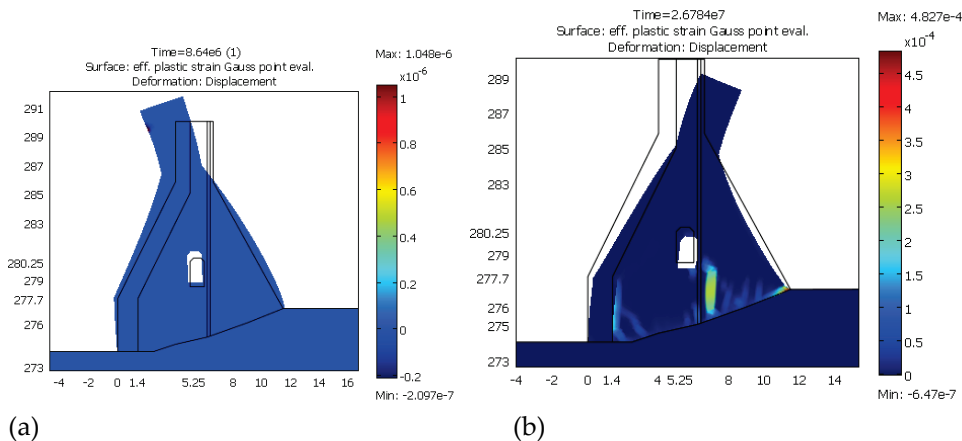 Time=8.64e6 (1)
Surface: eff. plastic strain Gauss point eval.
Deformation: Displacement
Max: 1.048e-6
×10-6
1
0.8
0.6
0.4
0.2
0
-0.2
Min: -2.097e-7
291
289
287
285
283
280.25
279
277.7
276
273
-4 -2 0 1.4 5.25 8 10 12 14 16
(a)
Time=2.6784e7
Surface: eff. plastic strain Gauss point eval.
Deformation: Displacement
Max: 4.827e-4
×10-4
4.5
4
3.5
3
2.5
2
1.5
1
0.5
0
Min: -6.47e-7
289
287
285
283
280.25
279
277.7
275
273
-4 -2 0 1.4 4 5.25 8 10 12 14
(b)